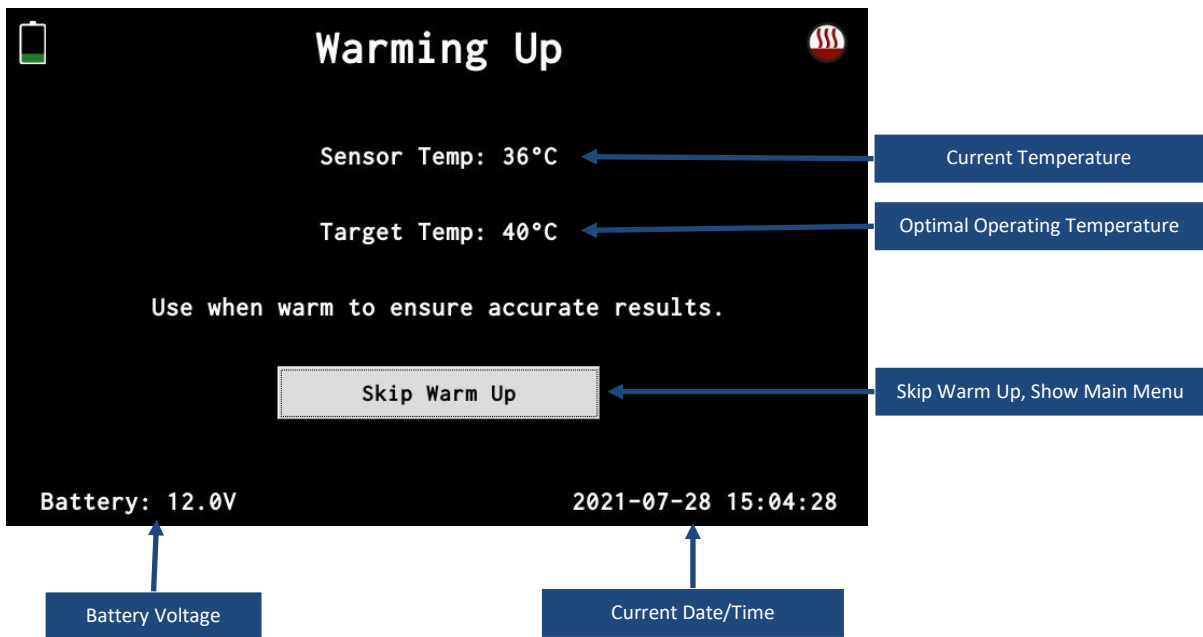 Warming Up
Sensor Temp: 36°C
Current Temperature
Target Temp: 40°C
Optimal Operating Temperature
Use when warm to ensure accurate results.
Skip Warm Up
Skip Warm Up, Show Main Menu
Battery: 12.0V
2021-07-28 15:04:28
Battery Voltage
Current Date/Time